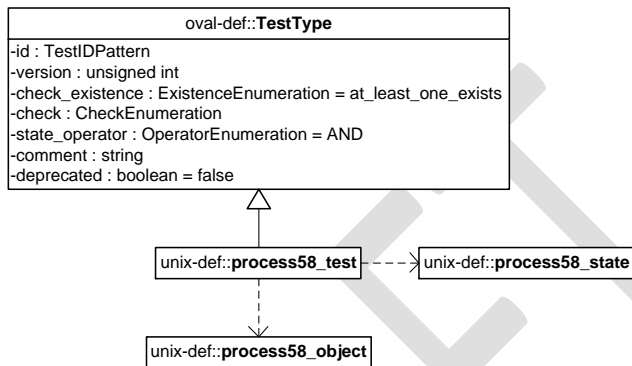 oval-def::TestType
-id : TestIDPattern
-version : unsigned int
-check_existence : ExistenceEnumeration = at_least_one_exists
-check : CheckEnumeration
-state_operator : OperatorEnumeration = AND
-comment : string
-deprecated : boolean = false
unix-def::process58_test
unix-def::process58_state
unix-def::process58_object